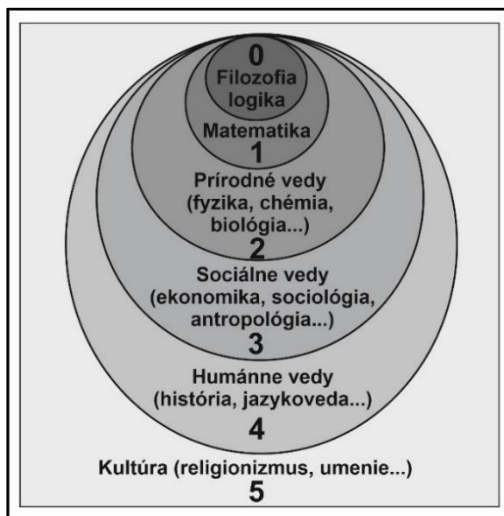 0
Filozofia
logika
Matematika
1
Prírodné vedy
(fyzika, chémia,
biológia...)
2
Sociálne vedy
(ekonomika, sociológia,
antropológia...)
3
Humánne vedy
(história, jazykoveda...)
4
Kultúra (religionizmus, umenie...)
5